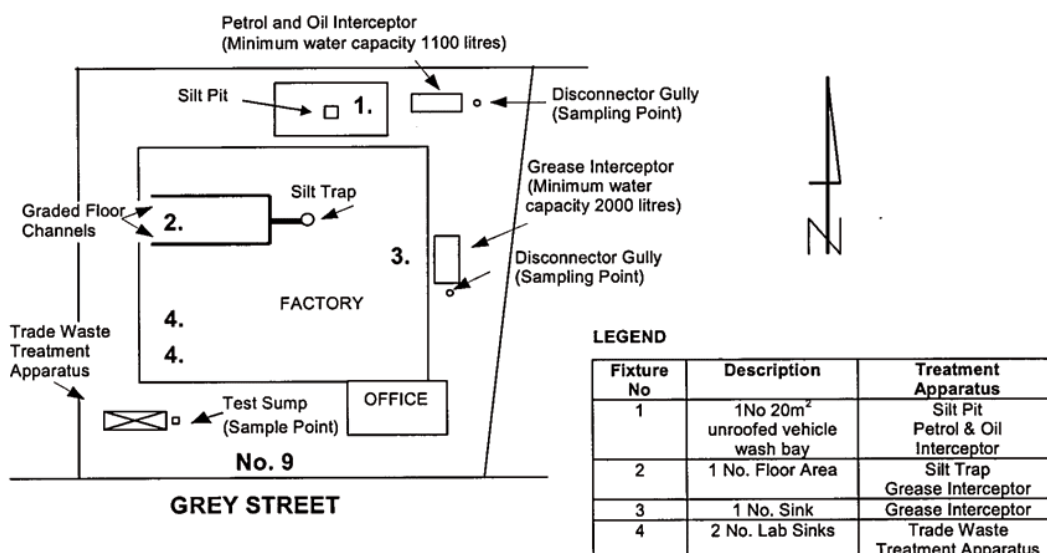 Petrol and Oil Interceptor
(Minimum water capacity 1100 litres)
Silt Pit
1.
Disconnector Gully
(Sampling Point)
Grease Interceptor
(Minimum water
capacity 2000 litres)
Silt Trap
Graded Floor
Channels
2.
3.
Disconnector Gully
(Sampling Point)
FACTORY
4.
4.
Trade Waste
Treatment
Apparatus
Test Sump
(Sample Point)
OFFICE
No. 9
GREY STREET
N
LEGEND
Fixture No Description Treatment Apparatus
1 1No 20m² unroofed vehicle wash bay Silt Pit Petrol & Oil Interceptor
2 1 No. Floor Area Silt Trap Grease Interceptor
3 1 No. Sink Grease Interceptor
4 2 No. Lab Sinks Trade Waste Treatment Apparatus